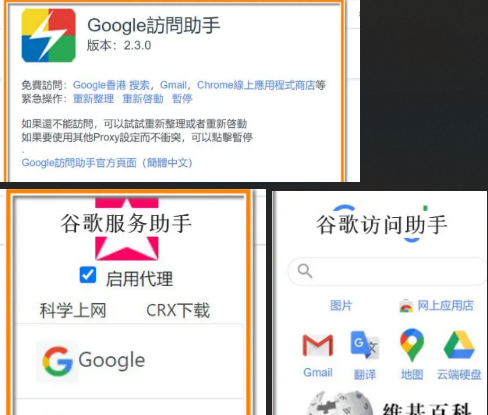 Google訪問助手
版本：2.3.0
免費訪問：Google香港 搜索，Gmail，Chrome線上應用程式商店等
緊急操作：重新整理 重新啓動 暫停
如果還不能訪問，可以試試重新整理或者重新啓動
如果要使用其他Proxy設定而不衝突，可以點擊暫停
Google訪問助手官方頁面（簡體中文）
谷歌服务助手
启用代理
科学上网 CRX下载
Google
谷歌访问助手
图片 网上应用店
Gmail 翻译 地图 云端硬盘
维基百科